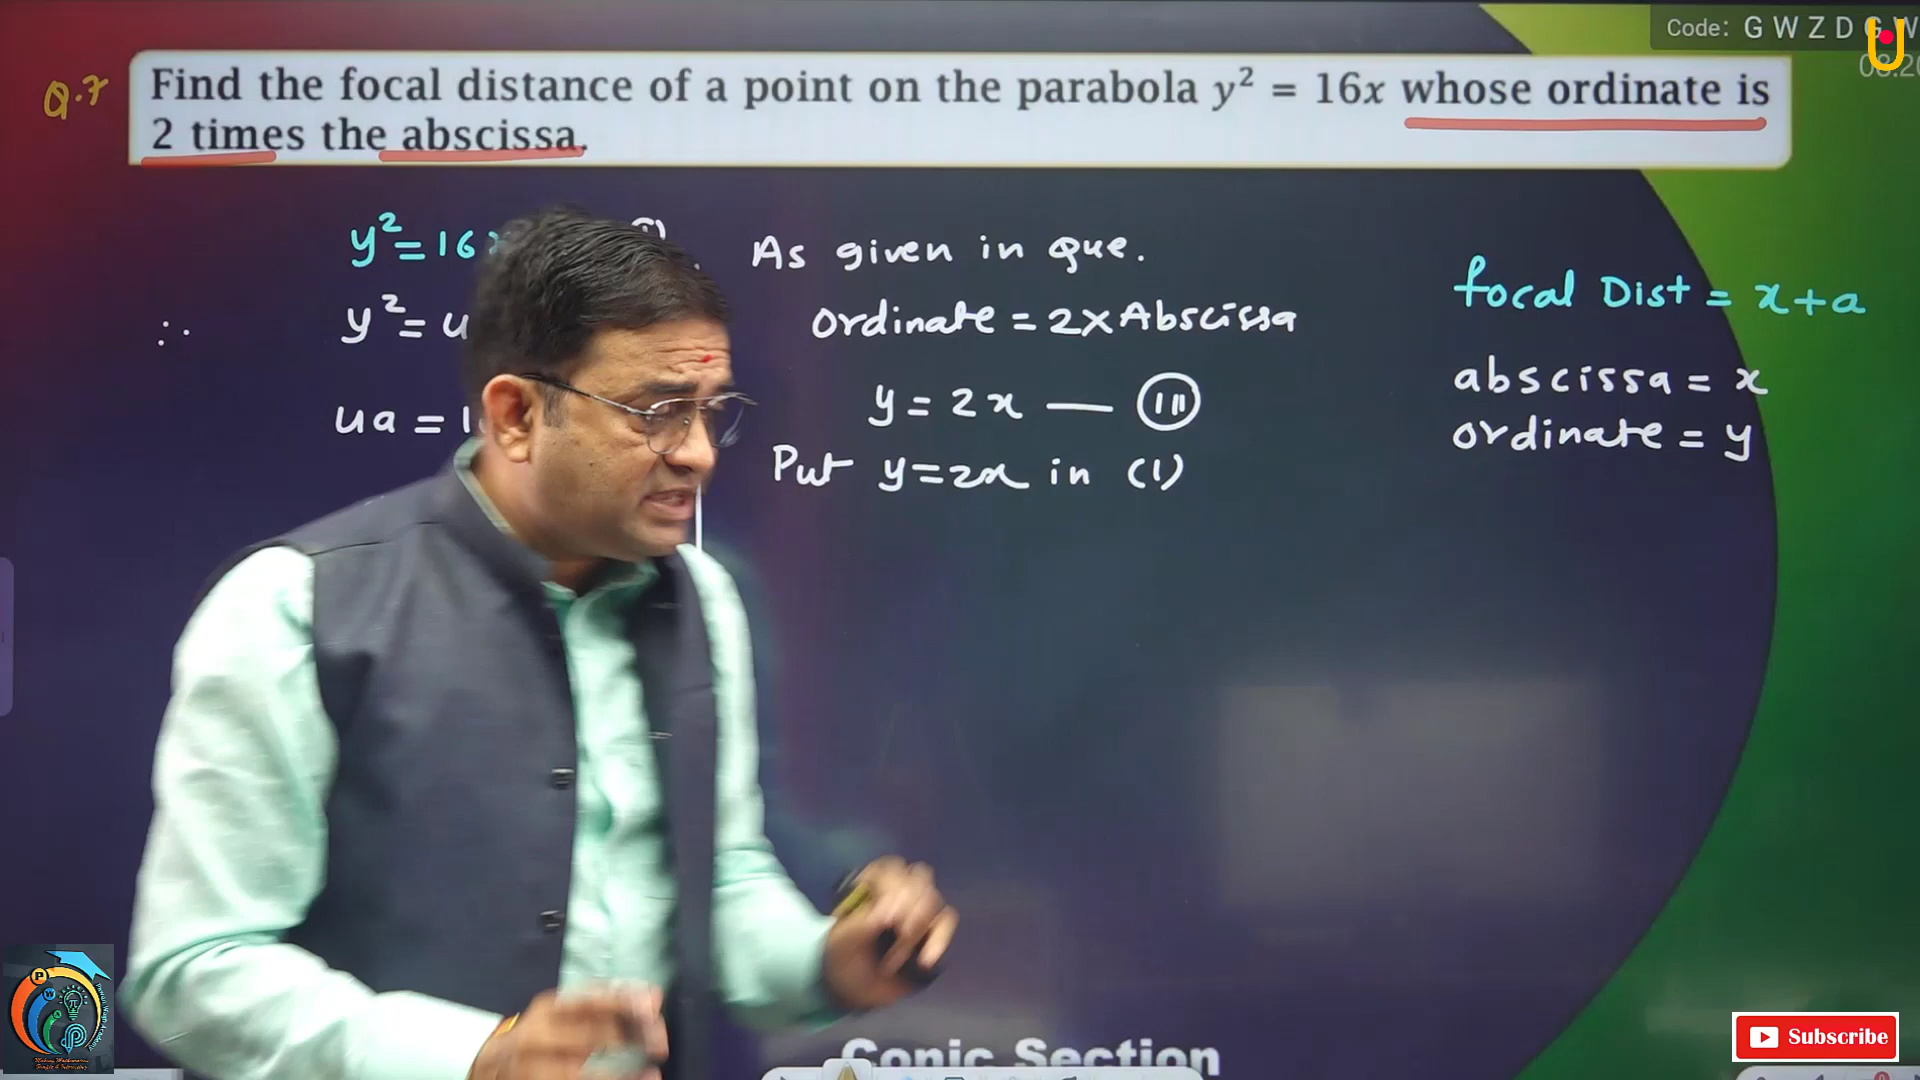 Code: G W Z D G W
Q.7
Find the focal distance of a point on the parabola y² = 16x whose ordinate is
2 times the abscissa.
y² = 16
As given in que.
focal Dist = x+a
∴ y² = 4
ordinate = 2×Abscissa
abscissa = x
4a = 1
y = 2x — (II)
ordinate = y
Put y=2x in (1)
Conic Section
Subscribe